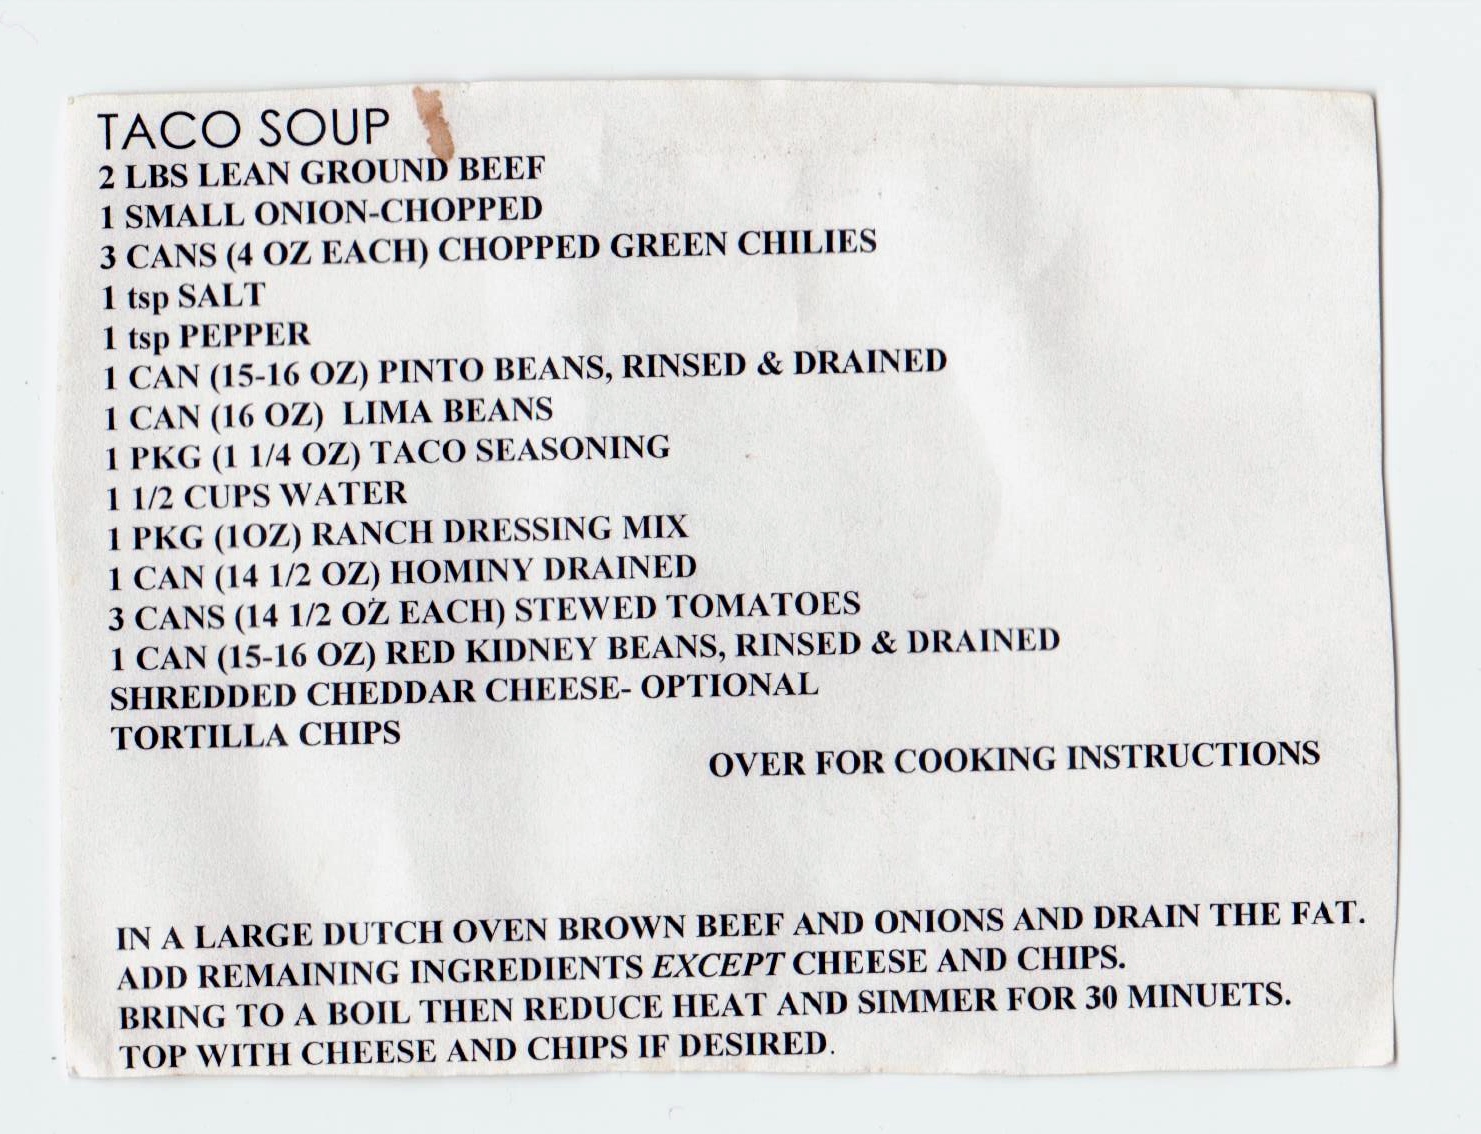 TACO SOUP
2 LBS LEAN GROUND BEEF
1 SMALL ONION-CHOPPED
3 CANS (4 OZ EACH) CHOPPED GREEN CHILIES
1 tsp SALT
1 tsp PEPPER
1 CAN (15-16 OZ) PINTO BEANS, RINSED & DRAINED
1 CAN (16 OZ)  LIMA BEANS
1 PKG (1 1/4 OZ) TACO SEASONING
1 1/2 CUPS WATER
1 PKG (1OZ) RANCH DRESSING MIX
1 CAN (14 1/2 OZ) HOMINY DRAINED
3 CANS (14 1/2 OZ EACH) STEWED TOMATOES
1 CAN (15-16 OZ) RED KIDNEY BEANS, RINSED & DRAINED
SHREDDED CHEDDAR CHEESE- OPTIONAL
TORTILLA CHIPS
OVER FOR COOKING INSTRUCTIONS
IN A LARGE DUTCH OVEN BROWN BEEF AND ONIONS AND DRAIN THE FAT.
ADD REMAINING INGREDIENTS EXCEPT CHEESE AND CHIPS.
BRING TO A BOIL THEN REDUCE HEAT AND SIMMER FOR 30 MINUETS.
TOP WITH CHEESE AND CHIPS IF DESIRED.